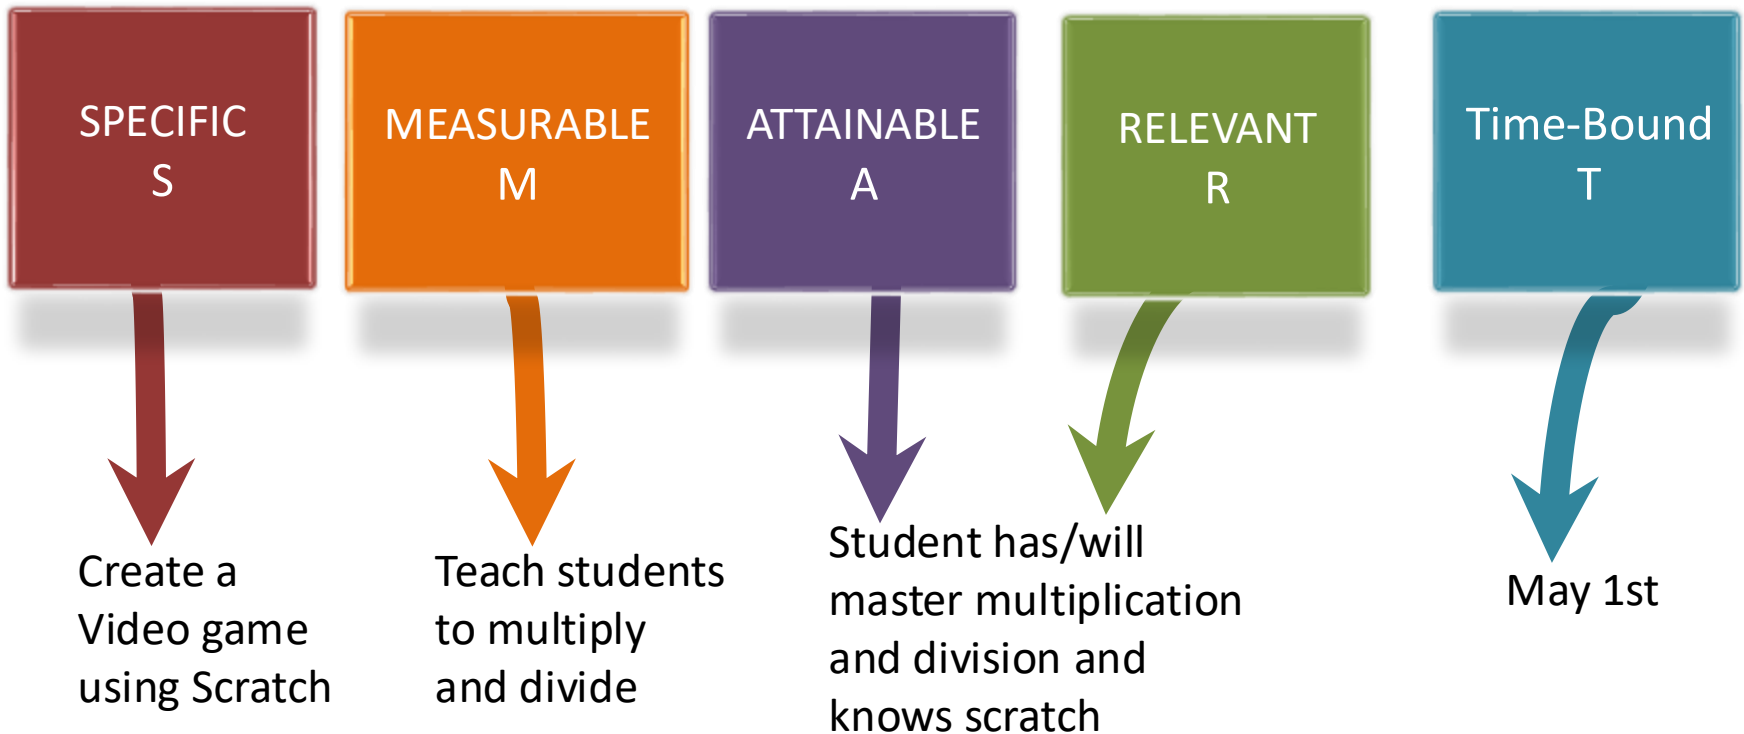 SPECIFIC
S
MEASURABLE
M
ATTAINABLE
A
RELEVANT
R
Time-Bound
T
Create a
Video game
using Scratch
Teach students
to multiply
and divide
Student has/will
master multiplication
and division and
knows scratch
May 1st